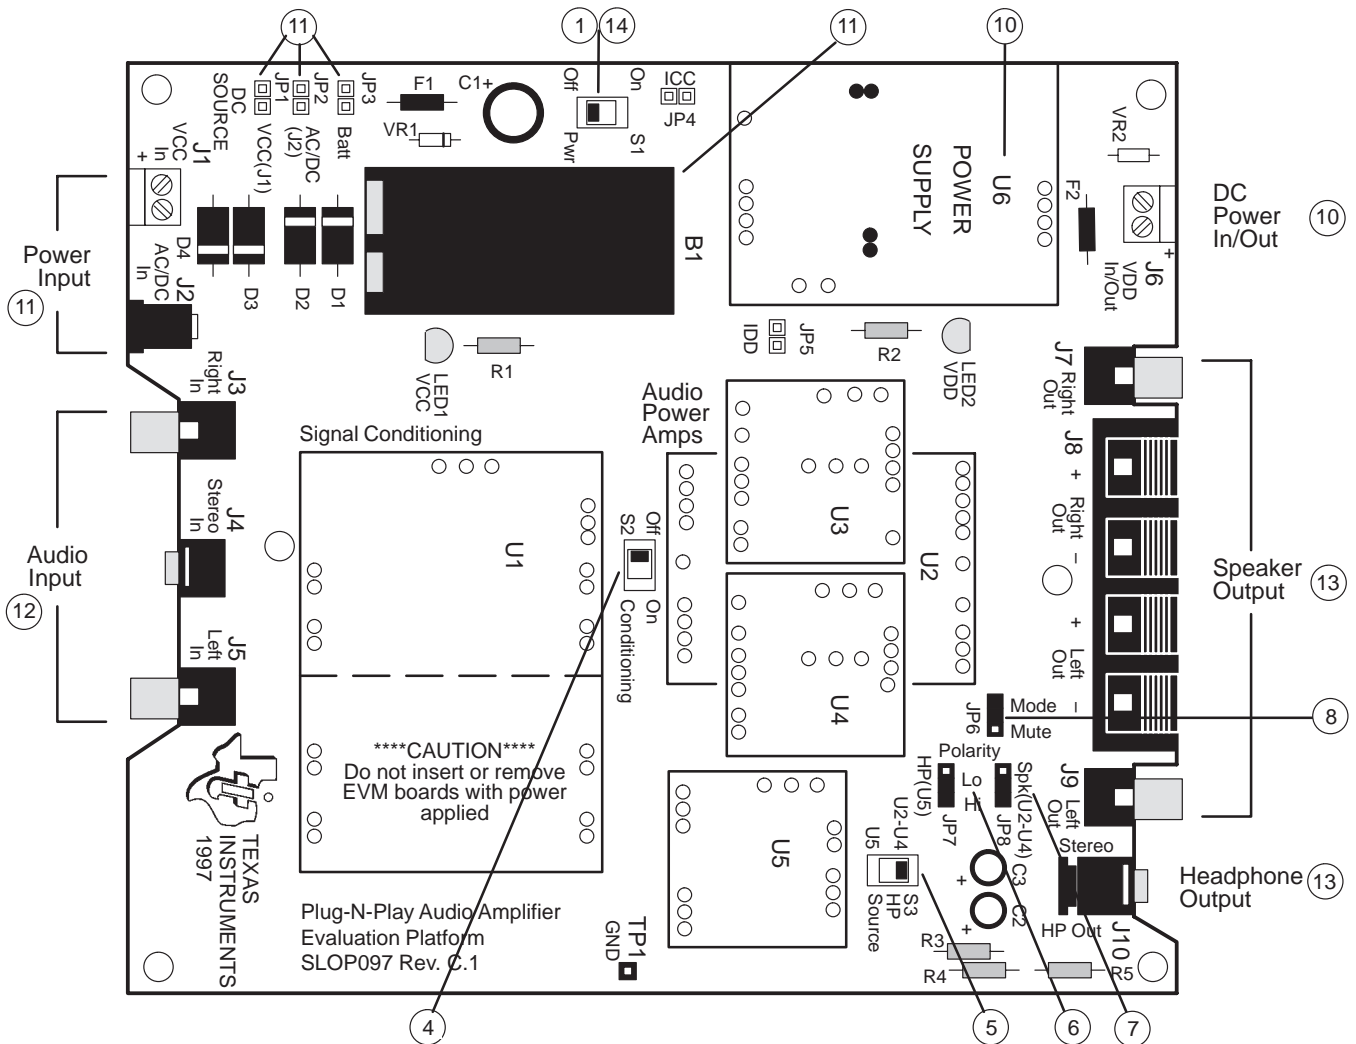 11
1
14
11
10
DC
SOURCE
JP1
VCC(J1)
JP2
AC/DC
(J2)
JP3
Batt
F1
VR1
C1+
Off
On
Pwr
S1
ICC
JP4
U6
POWER
SUPPLY
VR2
F2
J1
VCC
In
+
J6
VDD
In/Out
+
DC
Power
In/Out
10
Power
Input
11
D4
AC/DC
In
J2
D3
D2
D1
B1
LED1
VCC
R1
IDD
JP5
R2
LED2
VDD
J3
Right
In
J7
Right
Out
Audio
Power
Amps
Signal Conditioning
J8
+
Right
Out
–
+
Left
Out
–
Stereo
In
J4
Audio
Input
12
U1
S2
Off
On
Conditioning
U3
U2
U4
Speaker
Output
13
J5
Left
In
JP6
Mode
Mute
8
****CAUTION****
Do not insert or remove
EVM boards with power
applied
Polarity
HP(U5)
Lo
Hi
JP7
JP8
Spk(U2-U4)
J9
Left
Out
TEXAS
INSTRUMENTS
1997
U5
U5
U2-U4
S3
HP
Source
+
C3
C2
+
Stereo
HP Out
J10
Headphone
Output
13
Plug-N-Play Audio Amplifier
Evaluation Platform
SLOP097 Rev. C.1
TP1
GND
R3
R4
R5
4
5
6
7